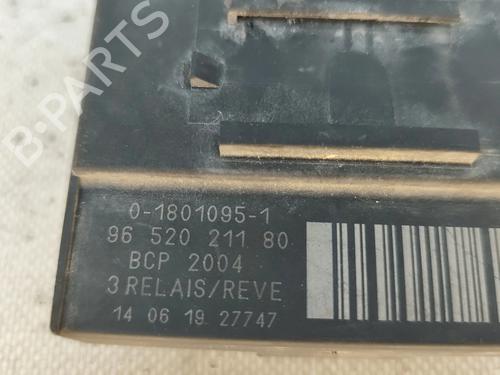 B-PARTS
0-1801095-1
96 520 211 80
BCP 2004
3 RELAIS/REVE
14 06 19 27747